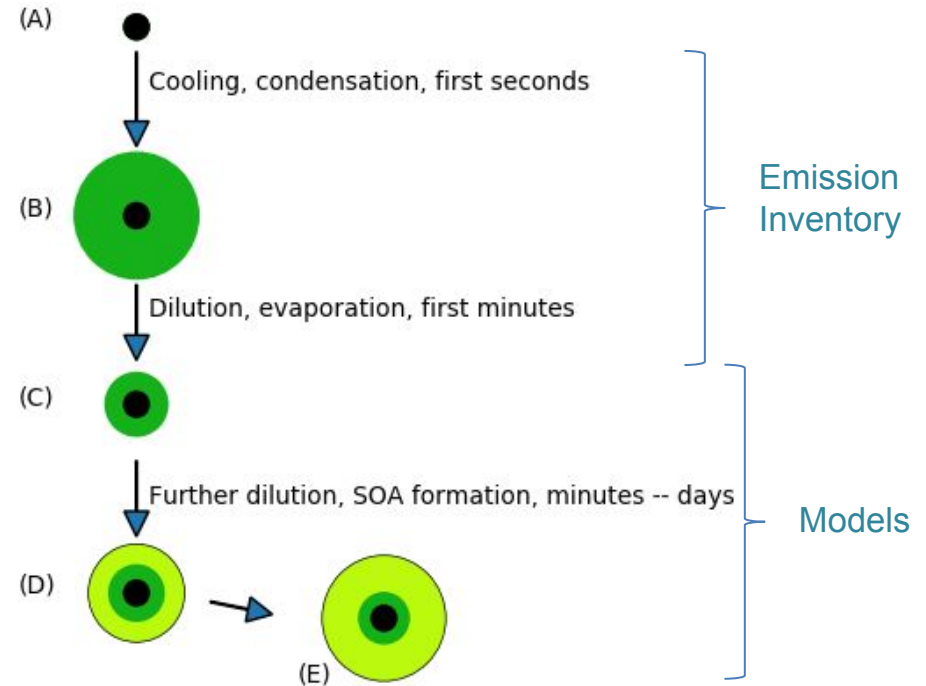 (A)
Cooling, condensation, first seconds
Emission
Inventory
(B)
Dilution, evaporation, first minutes
(C)
Further dilution, SOA formation, minutes -- days
Models
(D)
(E)